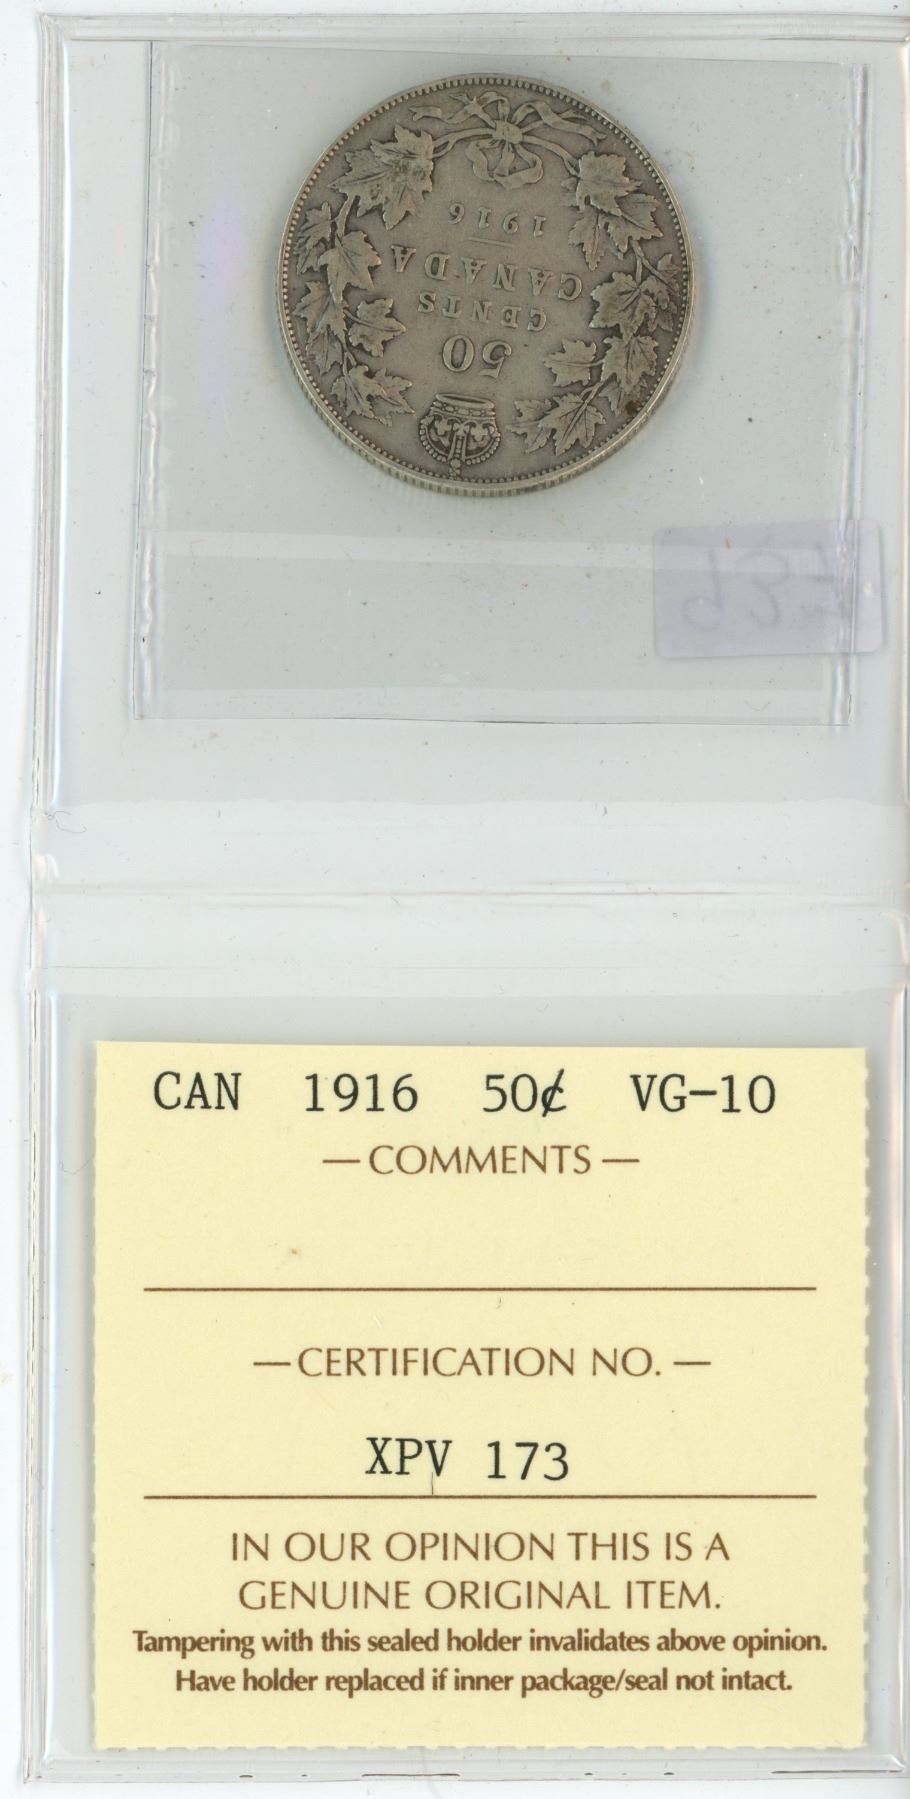 50
CENTS
CANADA
1916
CAN 1916 50¢ VG-10
— COMMENTS —
— CERTIFICATION NO. —
XPV 173
IN OUR OPINION THIS IS A
GENUINE ORIGINAL ITEM.
Tampering with this sealed holder invalidates above opinion.
Have holder replaced if inner package/seal not intact.